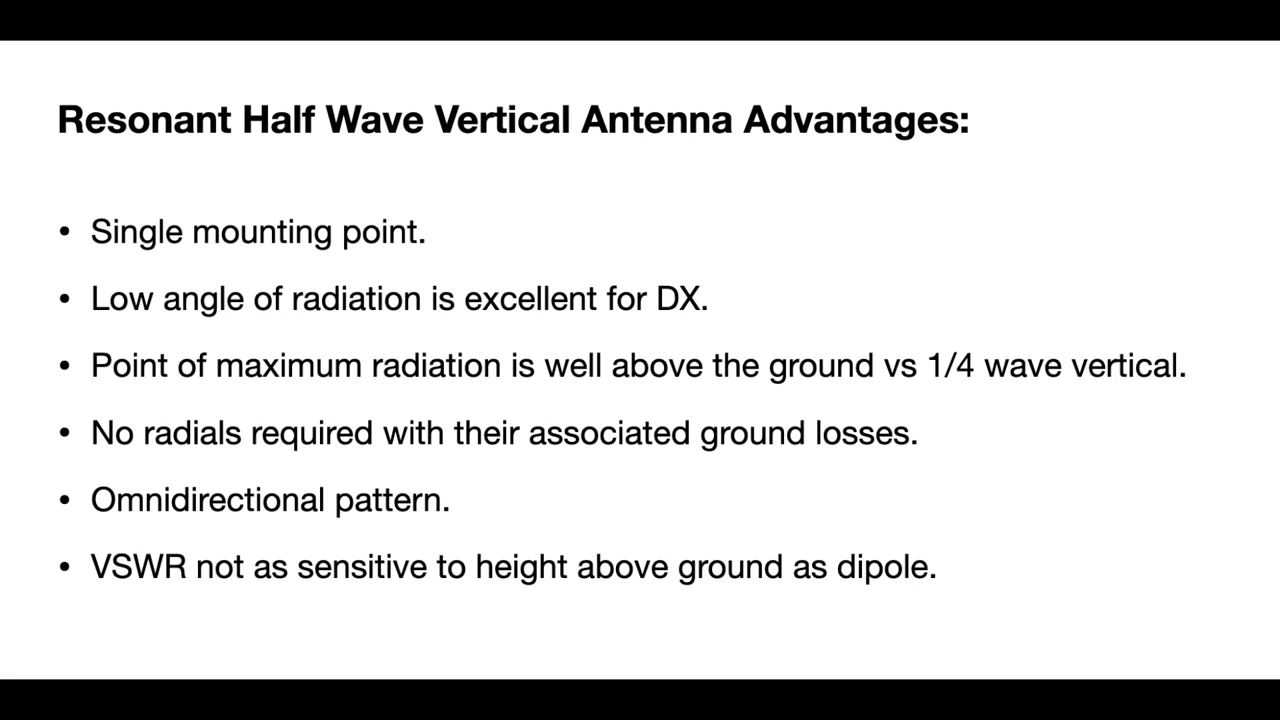 Resonant Half Wave Vertical Antenna Advantages:
• Single mounting point.
• Low angle of radiation is excellent for DX.
• Point of maximum radiation is well above the ground vs 1/4 wave vertical.
• No radials required with their associated ground losses.
• Omnidirectional pattern.
• VSWR not as sensitive to height above ground as dipole.